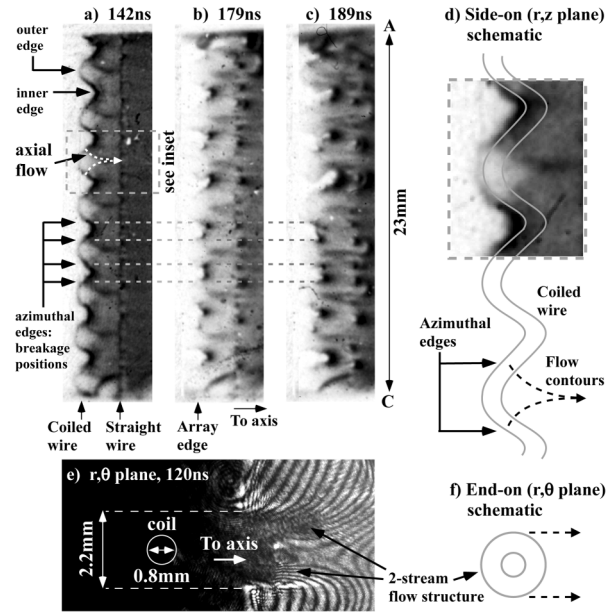 a) 142ns
b) 179ns
c) 189ns
d) Side-on (r,z plane)
schematic
outer
edge
inner edge
axial
flow
see inset
azimuthal edges:
breakage
positions
A
23mm
C
Coiled
wire
Straight
wire
Array
edge
To axis
Coiled
wire
Azimuthal
edges
Flow
contours
e) r,θ plane, 120ns
2.2mm
coil
0.8mm
To axis
2-stream
flow structure
f) End-on (r,θ plane)
schematic